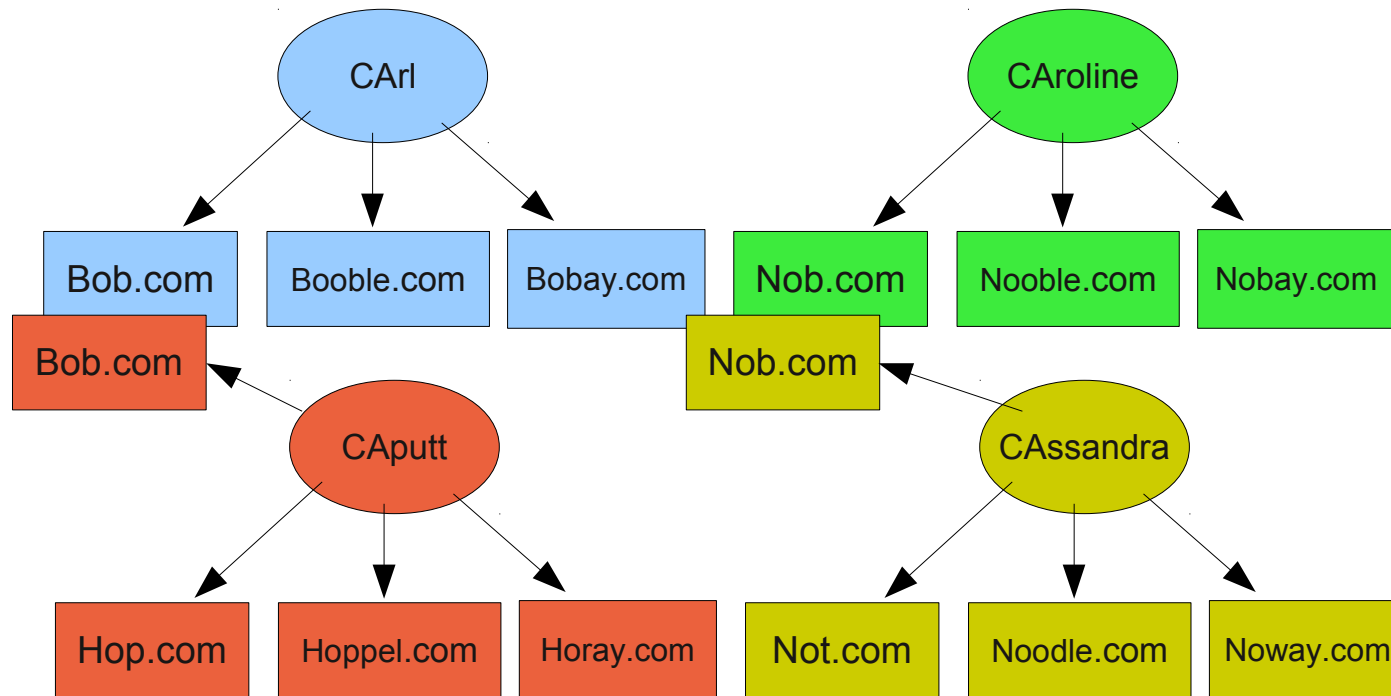 CArl
CAroline
Bob.com
Booble.com
Bobay.com
Nob.com
Nooble.com
Nobay.com
Bob.com
Nob.com
CAputt
CAssandra
Hop.com
Hoppel.com
Horay.com
Not.com
Noodle.com
Noway.com